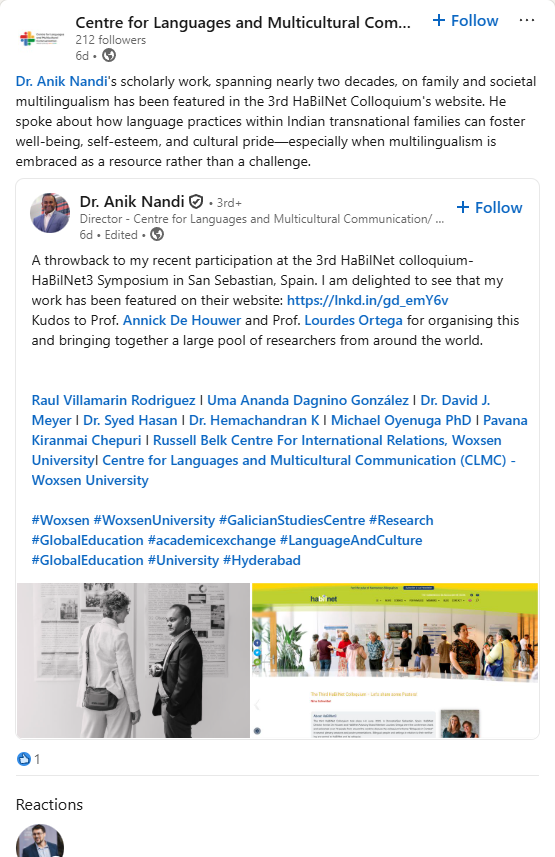 Centre for Languages and Multicultural Com...
+ Follow
212 followers
6d •
Dr. Anik Nandi's scholarly work, spanning nearly two decades, on family and societal
multilingualism has been featured in the 3rd HaBilNet Colloquium's website. He
spoke about how language practices within Indian transnational families can foster
well-being, self-esteem, and cultural pride—especially when multilingualism is
embraced as a resource rather than a challenge.
Dr. Anik Nandi • 3rd+
+ Follow
Director - Centre for Languages and Multicultural Communication/ ...
6d • Edited •
A throwback to my recent participation at the 3rd HaBilNet colloquium-
HaBilNet3 Symposium in San Sebastian, Spain. I am delighted to see that my
work has been featured on their website: https://lnkd.in/gd_emY6v
Kudos to Prof. Annick De Houwer and Prof. Lourdes Ortega for organising this
and bringing together a large pool of researchers from around the world.
Raul Villamarin Rodriguez I Uma Ananda Dagnino González I Dr. David J.
Meyer I Dr. Syed Hasan I Dr. Hemachandran K I Michael Oyenuga PhD I Pavana
Kiranmai Chepuri I Russell Belk Centre For International Relations, Woxsen
UniversityI Centre for Languages and Multicultural Communication (CLMC) -
Woxsen University
#Woxsen #WoxsenUniversity #GalicianStudiesCentre #Research
#GlobalEducation #academicexchange #LanguageAndCulture
#GlobalEducation #University #Hyderabad
habilnet
The Third HaBilNet Colloquium - Let's share some Positive!
About HaBilNet3
1
Reactions